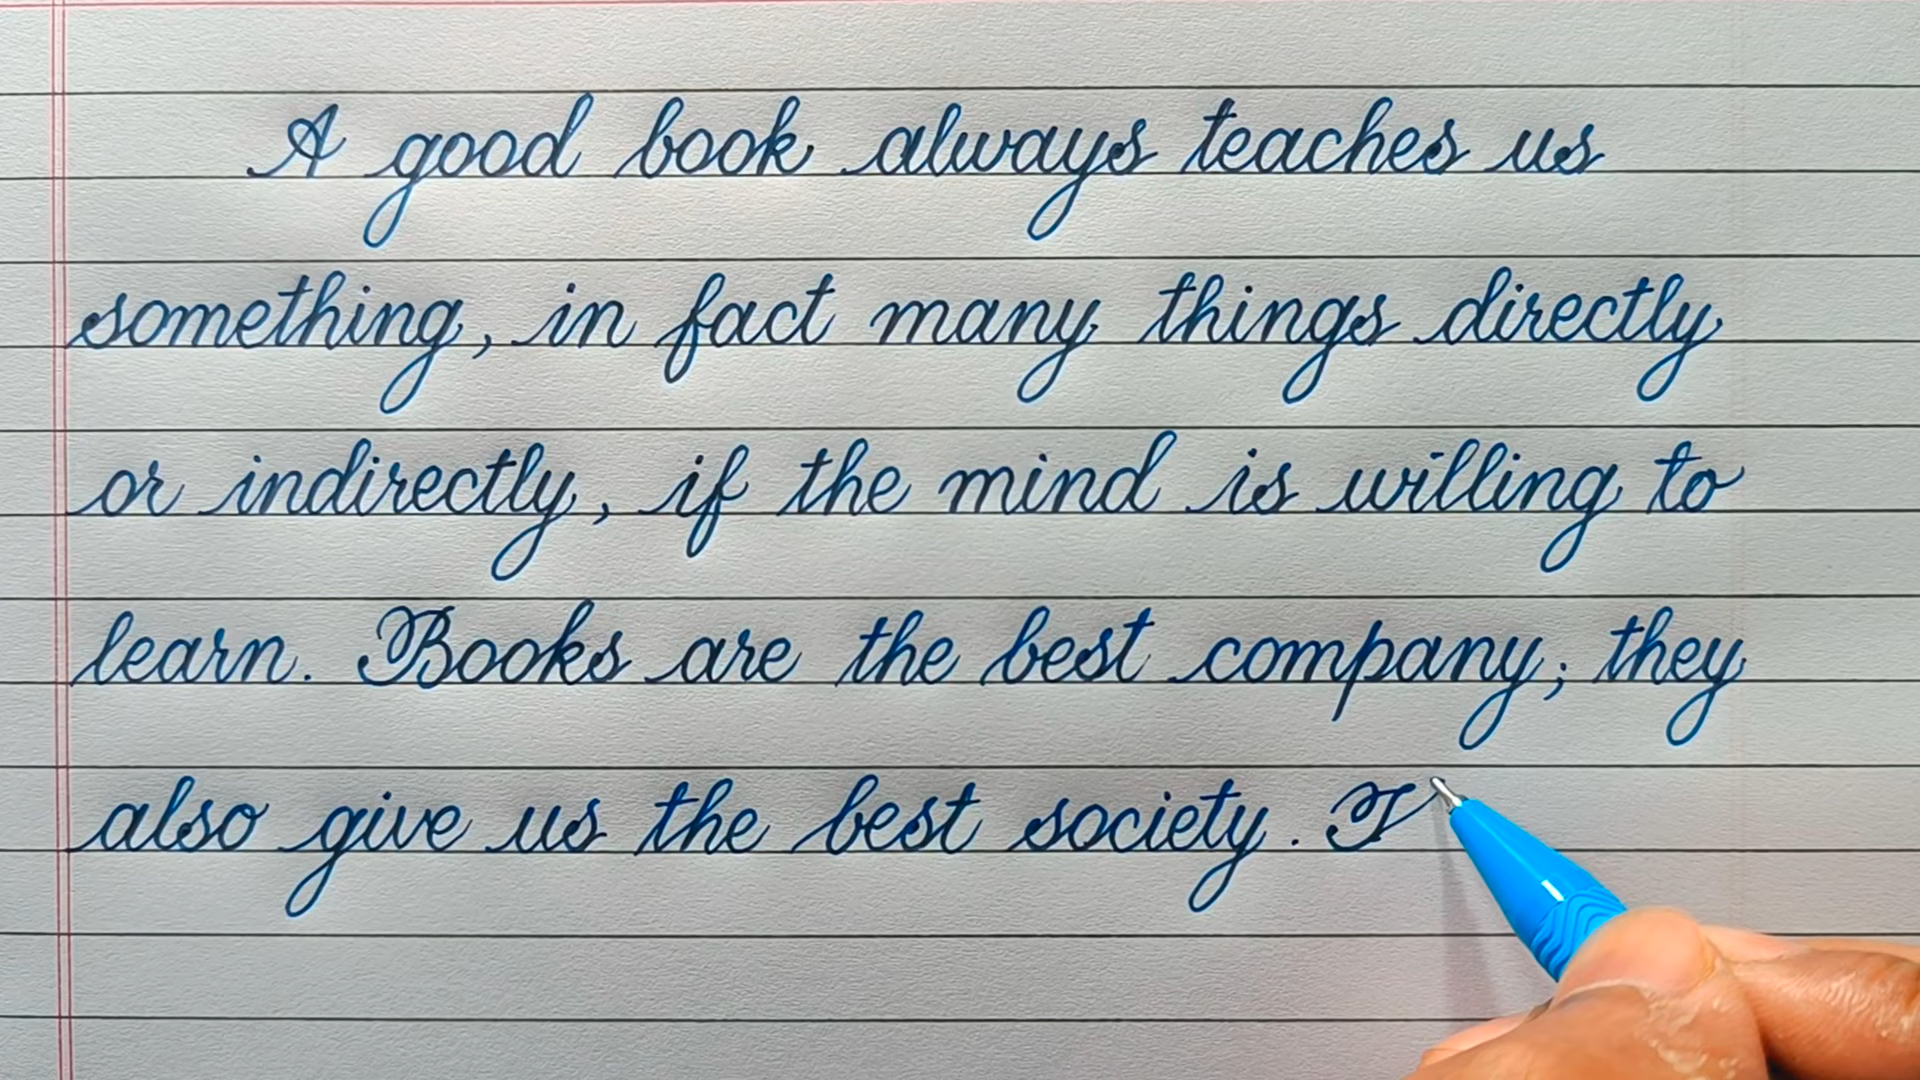 A good book always teaches us
something, in fact many things directly
or indirectly, if the mind is willing to
learn. Books are the best company; they
also give us the best society.